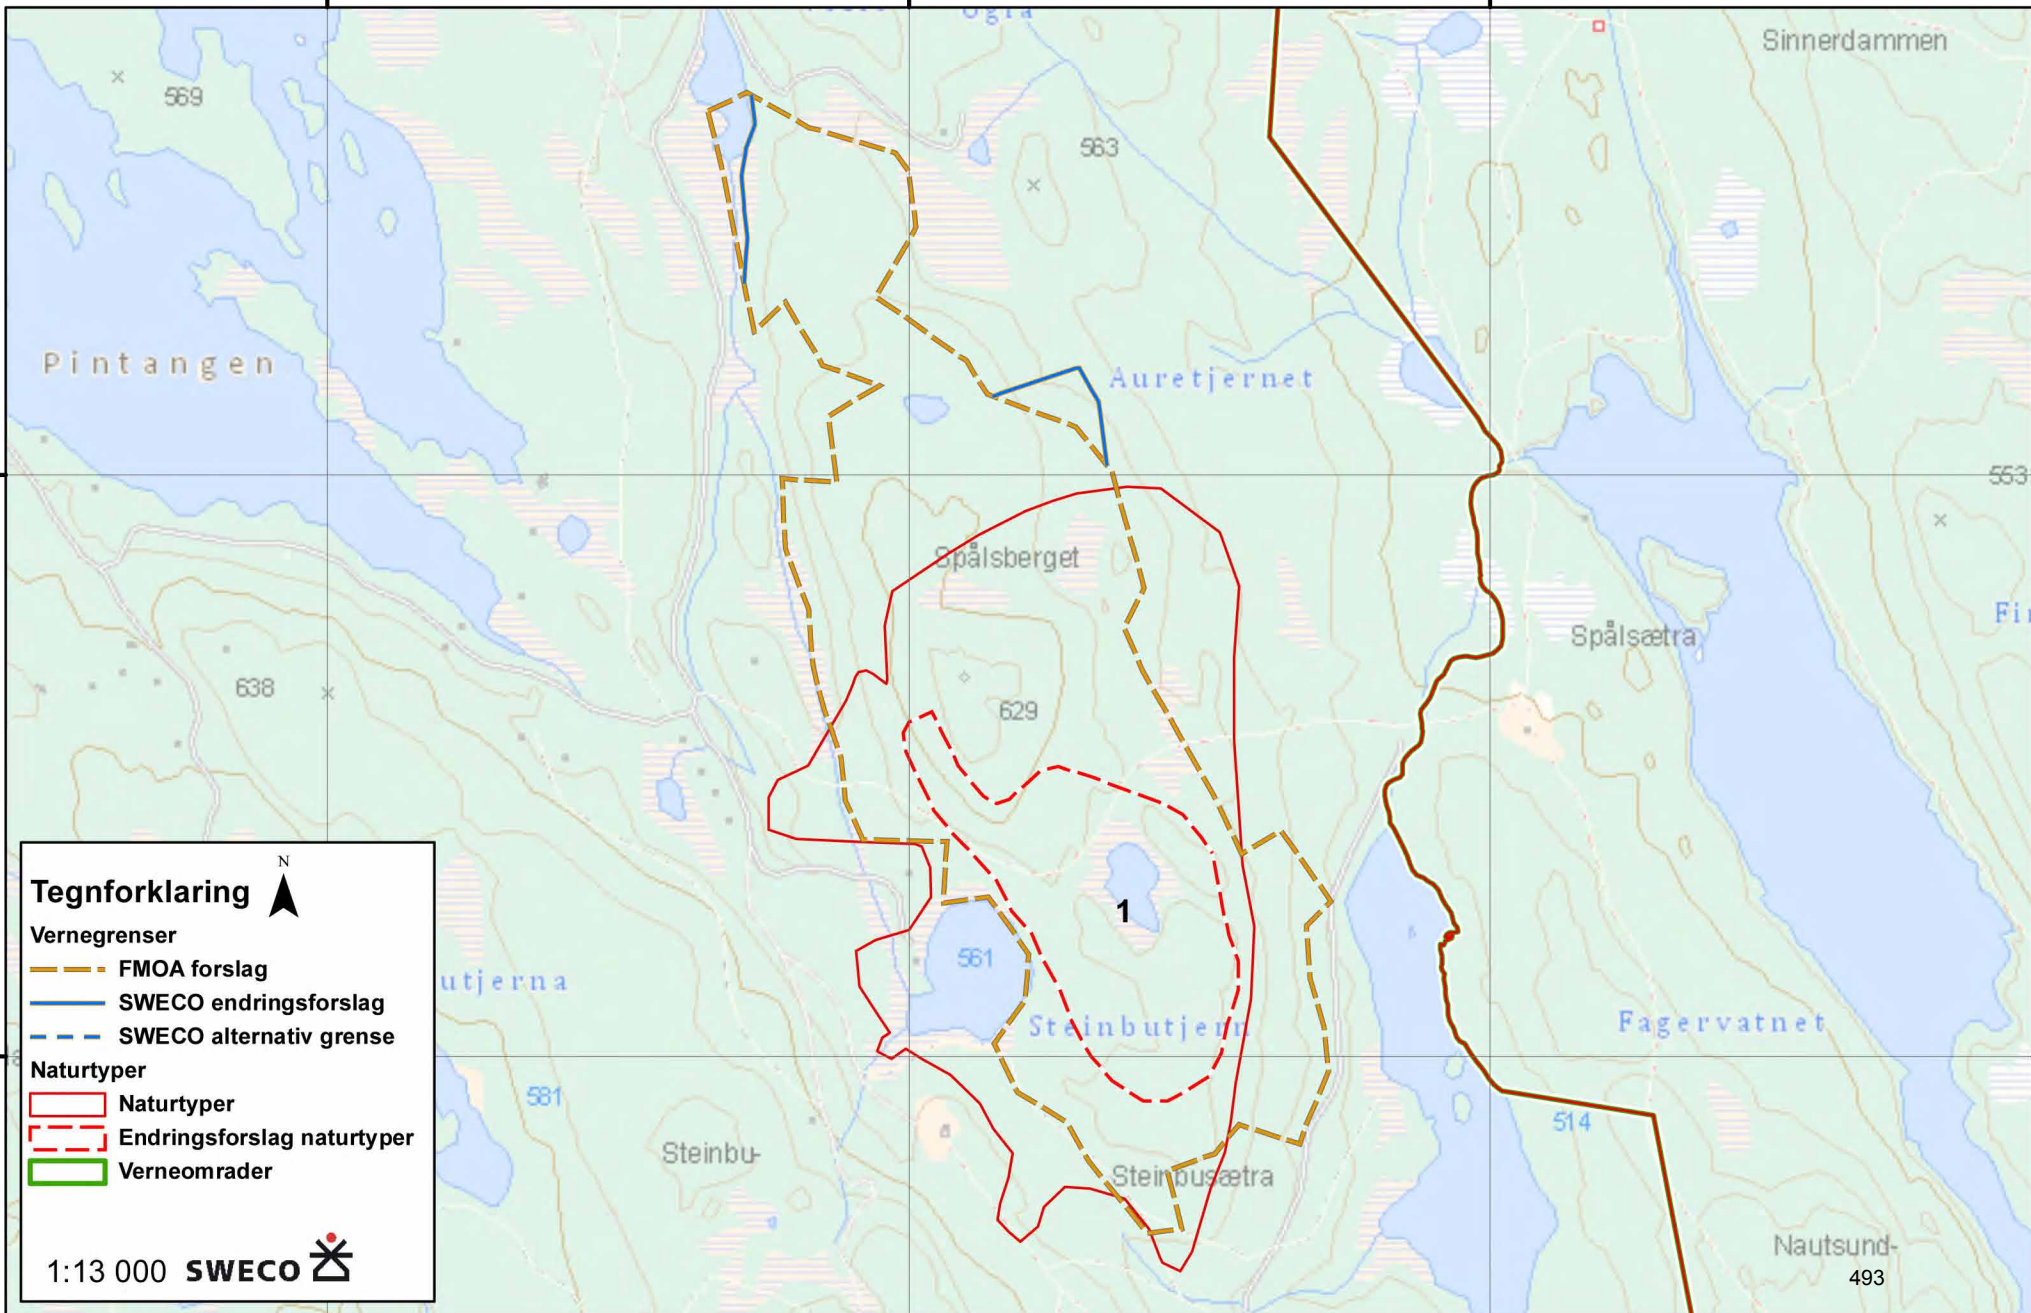 Ogra
Sinnerdammen
569
563
Pintangen
Auretjernet
553
Spålsberget
Spålsætra
638
629
1
561
utjerna
Steinbutjern
Fagervatnet
581
514
Steinbu-
Steinbusætra
Nautsund-
493
Tegnforklaring
N
Vernegrenser
FMOA forslag
SWECO endringsforslag
SWECO alternativ grense
Naturtyper
Naturtyper
Endringsforslag naturtyper
Verneomrader
1:13 000 SWECO